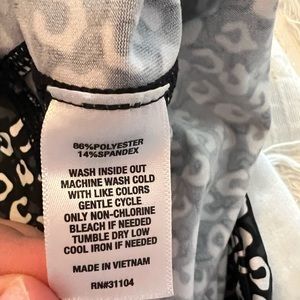 86%POLYESTER
14%SPANDEX
WASH INSIDE OUT
MACHINE WASH COLD
WITH LIKE COLORS
GENTLE CYCLE
ONLY NON-CHLORINE
BLEACH IF NEEDED
TUMBLE DRY LOW
COOL IRON IF NEEDED
MADE IN VIETNAM
RN#31104